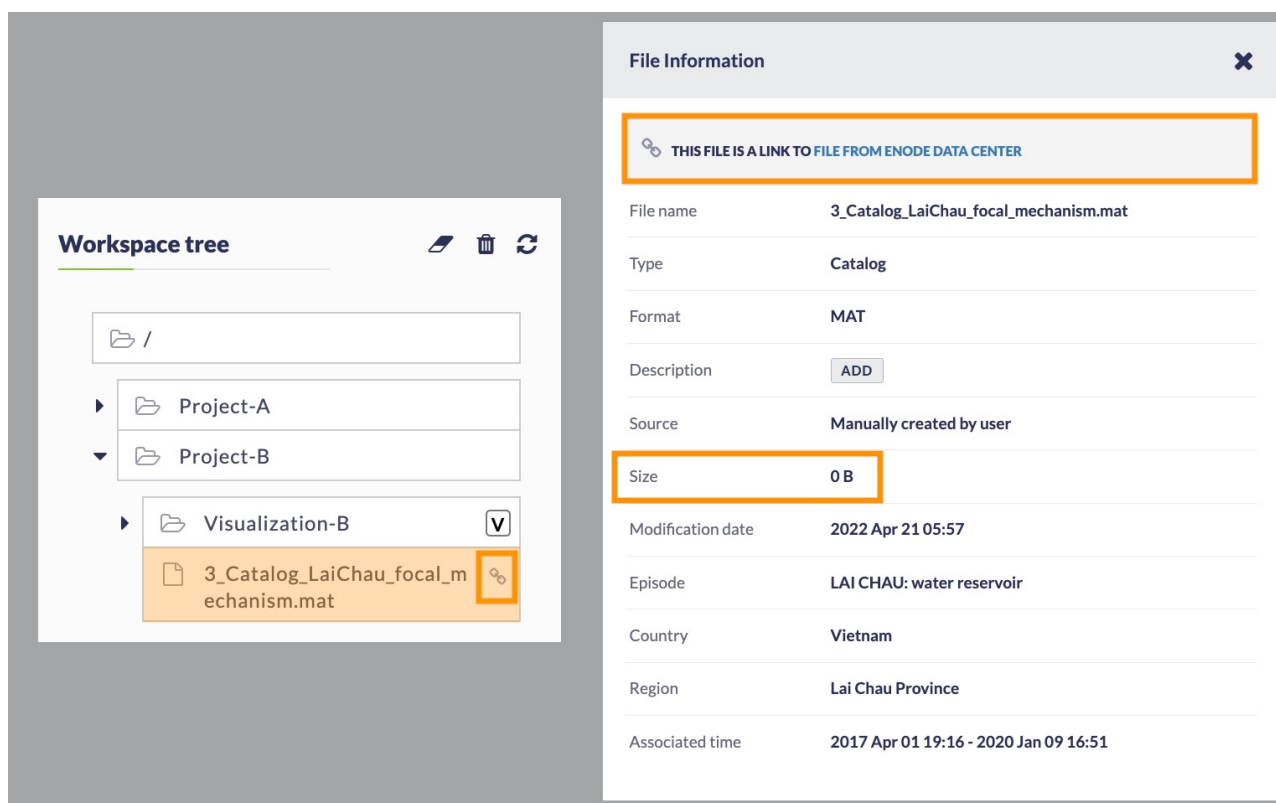 Workspace tree
/
Project-A
Project-B
Visualization-B V
3_Catalog_LaiChau_focal_m
echanism.mat
File Information
THIS FILE IS A LINK TO FILE FROM ENODE DATA CENTER
File name 3_Catalog_LaiChau_focal_mechanism.mat
Type Catalog
Format MAT
Description ADD
Source Manually created by user
Size 0 B
Modification date 2022 Apr 21 05:57
Episode LAI CHAU: water reservoir
Country Vietnam
Region Lai Chau Province
Associated time 2017 Apr 01 19:16 - 2020 Jan 09 16:51